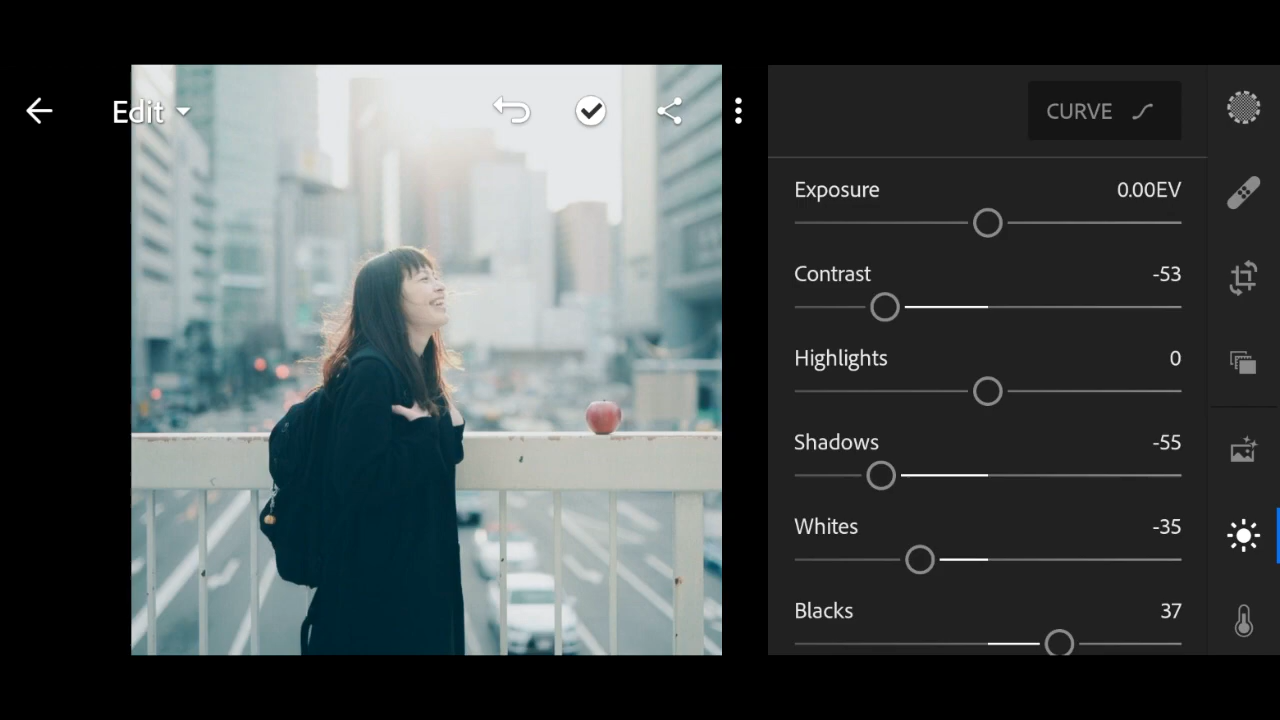 Edit
CURVE
Exposure 0.00EV
Contrast -53
Highlights 0
Shadows -55
Whites -35
Blacks 37